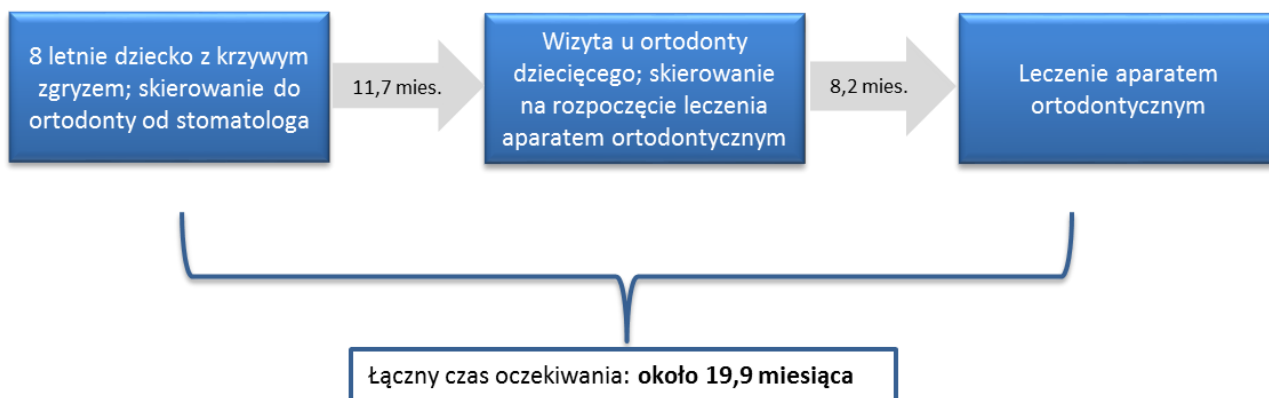 8 letnie dziecko z krzywym
zgryzem; skierowanie do
ortodonty od stomatologa
11,7 mies.
Wizyta u ortodonty
dziecięcego; skierowanie
na rozpoczęcie leczenia
aparatem ortodontycznym
8,2 mies.
Leczenie aparatem
ortodontycznym
Łączny czas oczekiwania: około 19,9 miesiąca